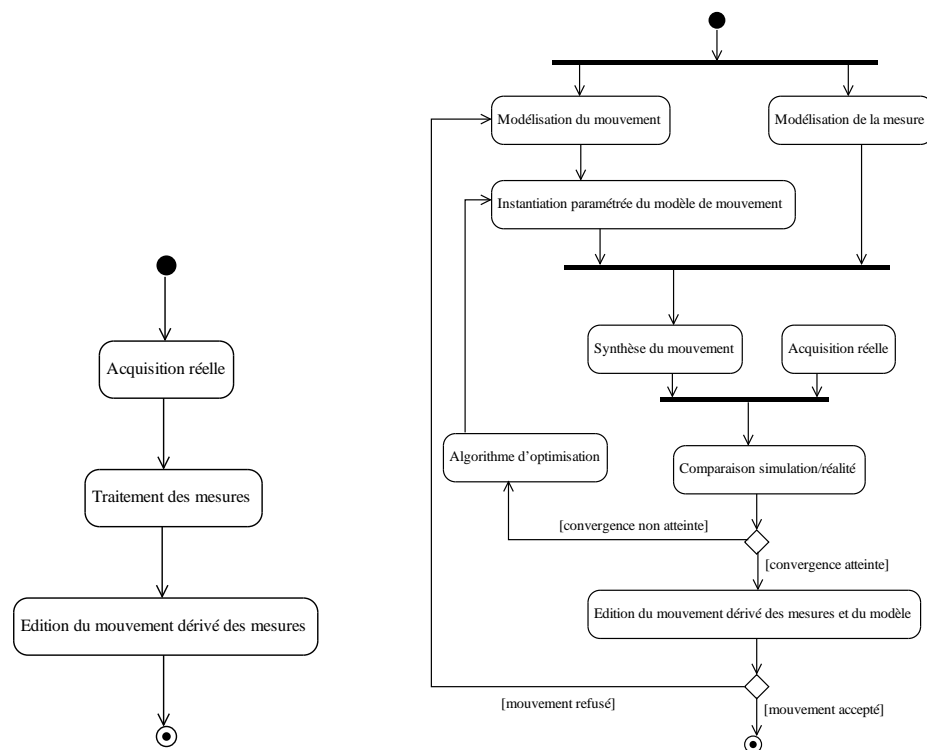 Acquisition réelle
Traitement des mesures
Edition du mouvement dérivé des mesures
Modélisation du mouvement
Modélisation de la mesure
Instantiation paramétrée du modèle de mouvement
Synthèse du mouvement
Acquisition réelle
Algorithme d'optimisation
Comparaison simulation/réalité
[convergence non atteinte]
[convergence atteinte]
Edition du mouvement dérivé des mesures et du modèle
[mouvement refusé]
[mouvement accepté]